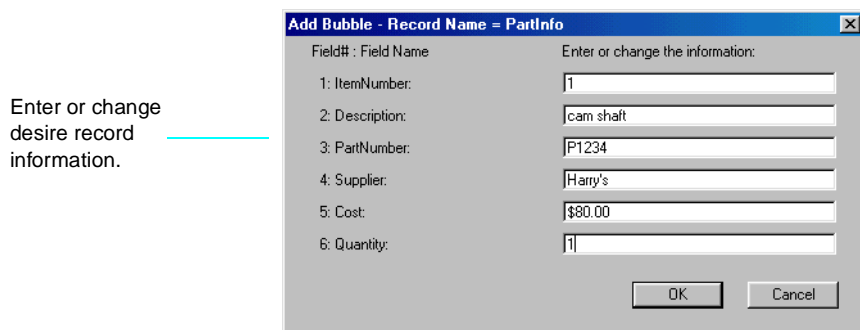 Add Bubble - Record Name = PartInfo
Field# : Field Name Enter or change the information:
1: ItemNumber: 1
2: Description: cam shaft
3: PartNumber: P1234
4: Supplier: Harry's
5: Cost: $80.00
6: Quantity: 1
OK Cancel
Enter or change
desire record
information.